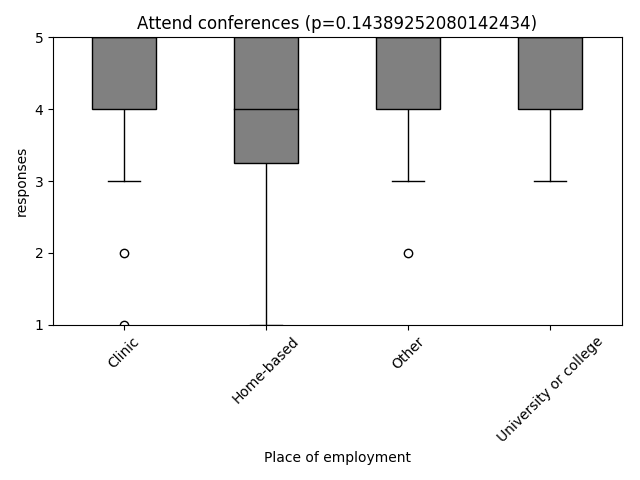 Attend conferences (p=0.14389252080142434)
5
4
3
2
1
responses
Clinic
Home-based
Other
University or college
Place of employment